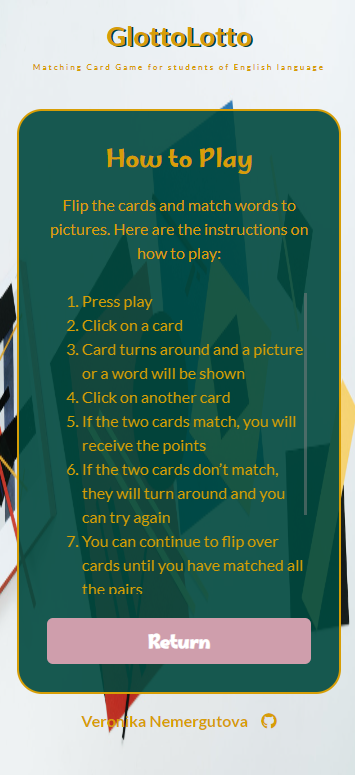 GlottoLotto
Matching Card Game for students of English language
How to Play
Flip the cards and match words to
pictures. Here are the instructions on
how to play:
1. Press play
2. Click on a card
3. Card turns around and a picture
or a word will be shown
4. Click on another card
5. If the two cards match, you will
receive the points
6. If the two cards don't match,
they will turn around and you
can try again
7. You can continue to flip over
cards until you have matched all
the pairs
Return
Veronika Nemergutova